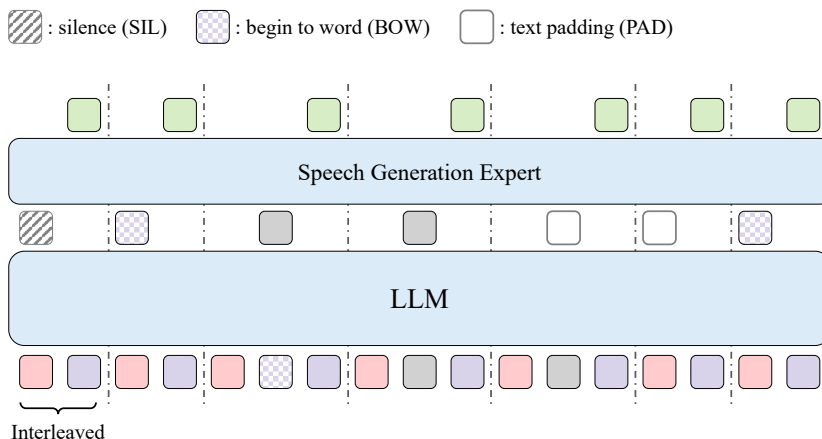 : silence (SIL) : begin to word (BOW) : text padding (PAD)
Speech Generation Expert
LLM
Interleaved